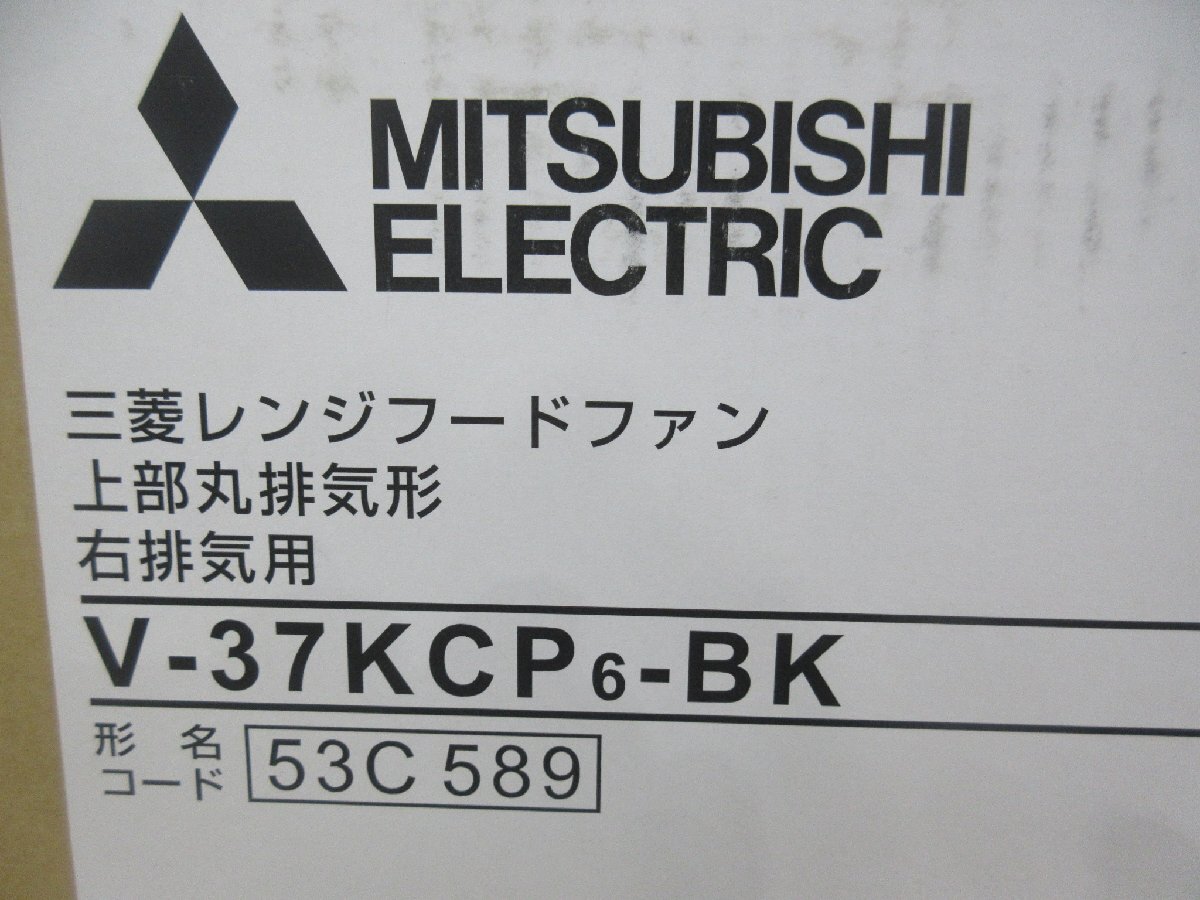 MITSUBISHI
ELECTRIC
三菱レンジフードファン
上部丸排気形
右排気用
V-37KCP6-BK
形名
コード 53C 589